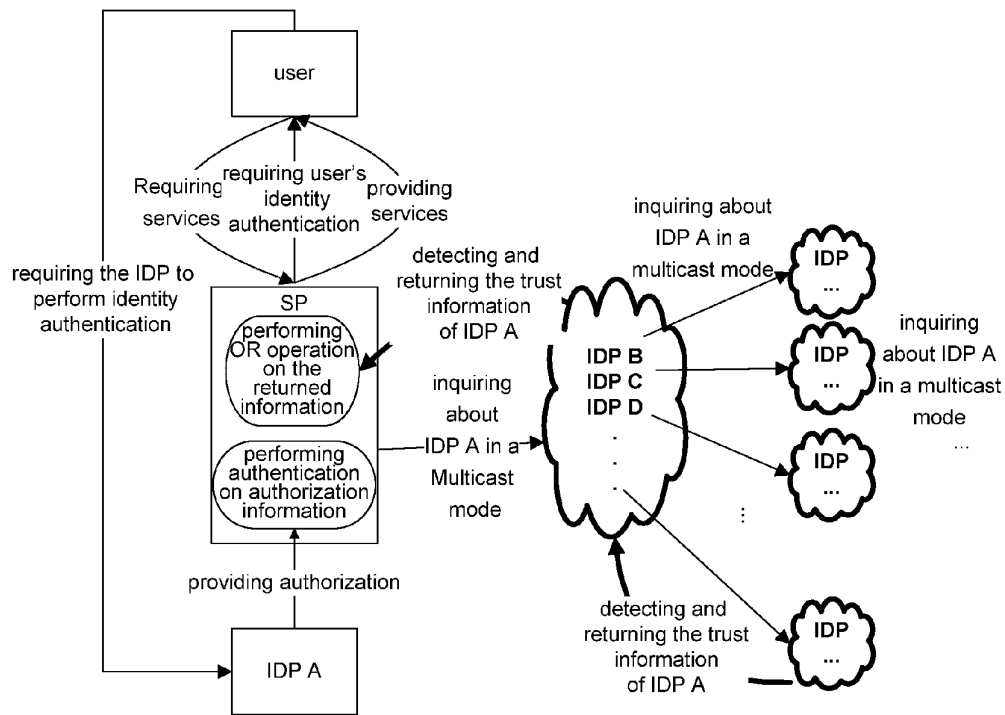 user
Requiring
services
requiring user's
identity
authentication
providing
services
requiring the IDP to
perform identity
authentication
SP
performing
OR operation
on the
returned
information
performing
authentication
on authorization
information
providing authorization
IDP A
detecting and
returning the trust
information
of IDP A
inquiring
about
IDP A in a
Multicast
mode
IDP B
IDP C
IDP D
.
.
.
inquiring about
IDP A in a
multicast mode
IDP
...
IDP
...
IDP
...
⋮
IDP
...
inquiring
about IDP A
in a multicast
mode
...
detecting and
returning the trust
information
of IDP A